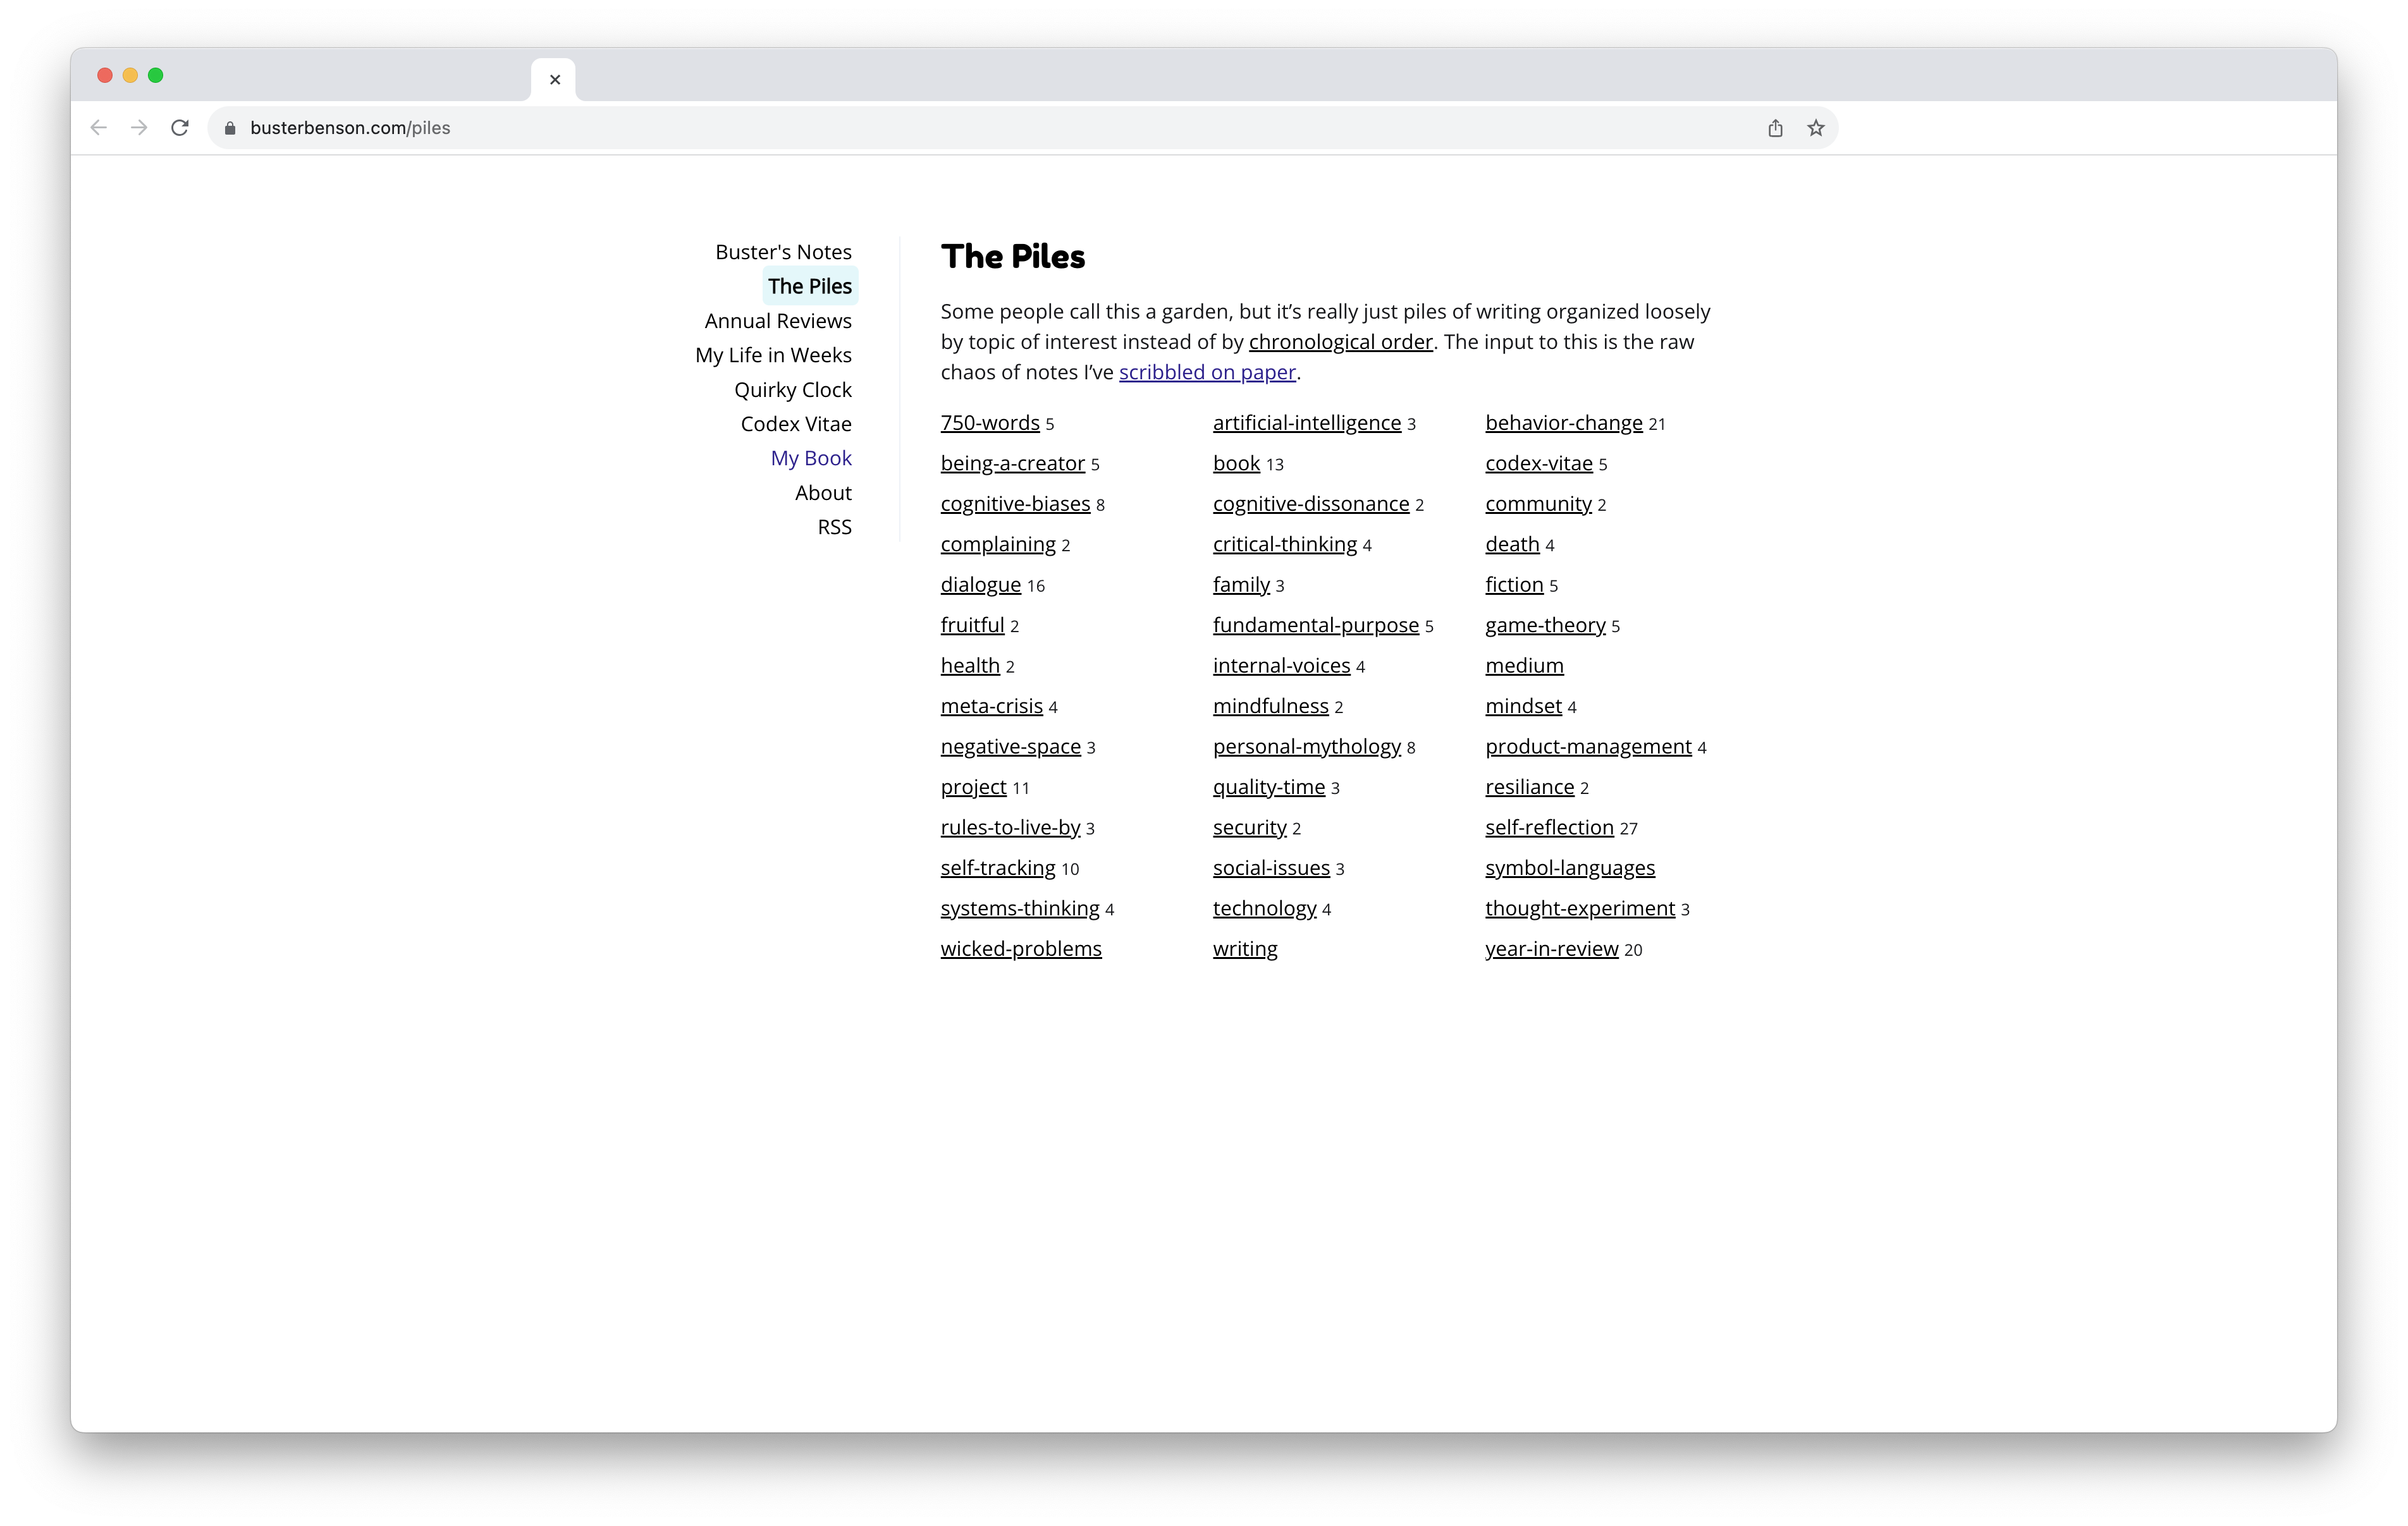 busterbenson.com/piles
Buster's Notes
The Piles
Annual Reviews
My Life in Weeks
Quirky Clock
Codex Vitae
My Book
About
RSS
The Piles
Some people call this a garden, but it’s really just piles of writing organized loosely
by topic of interest instead of by chronological order. The input to this is the raw
chaos of notes I’ve scribbled on paper.
750-words 5 artificial-intelligence 3 behavior-change 21
being-a-creator 5 book 13 codex-vitae 5
cognitive-biases 8 cognitive-dissonance 2 community 2
complaining 2 critical-thinking 4 death 4
dialogue 16 family 3 fiction 5
fruitful 2 fundamental-purpose 5 game-theory 5
health 2 internal-voices 4 medium
meta-crisis 4 mindfulness 2 mindset 4
negative-space 3 personal-mythology 8 product-management 4
project 11 quality-time 3 resiliance 2
rules-to-live-by 3 security 2 self-reflection 27
self-tracking 10 social-issues 3 symbol-languages
systems-thinking 4 technology 4 thought-experiment 3
wicked-problems writing year-in-review 20